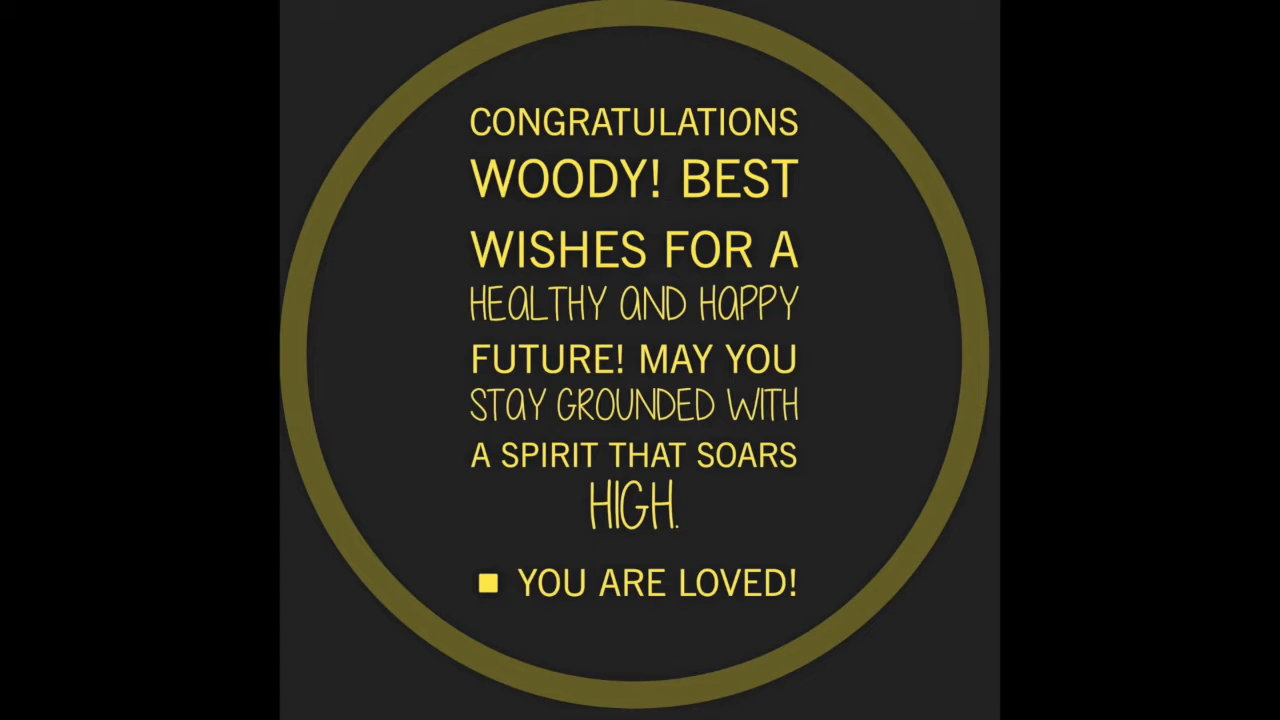 CONGRATULATIONS
WOODY! BEST
WISHES FOR A
HEALTHY AND HAPPY
FUTURE! MAY YOU
STAY GROUNDED WITH
A SPIRIT THAT SOARS
HIGH.
■ YOU ARE LOVED!